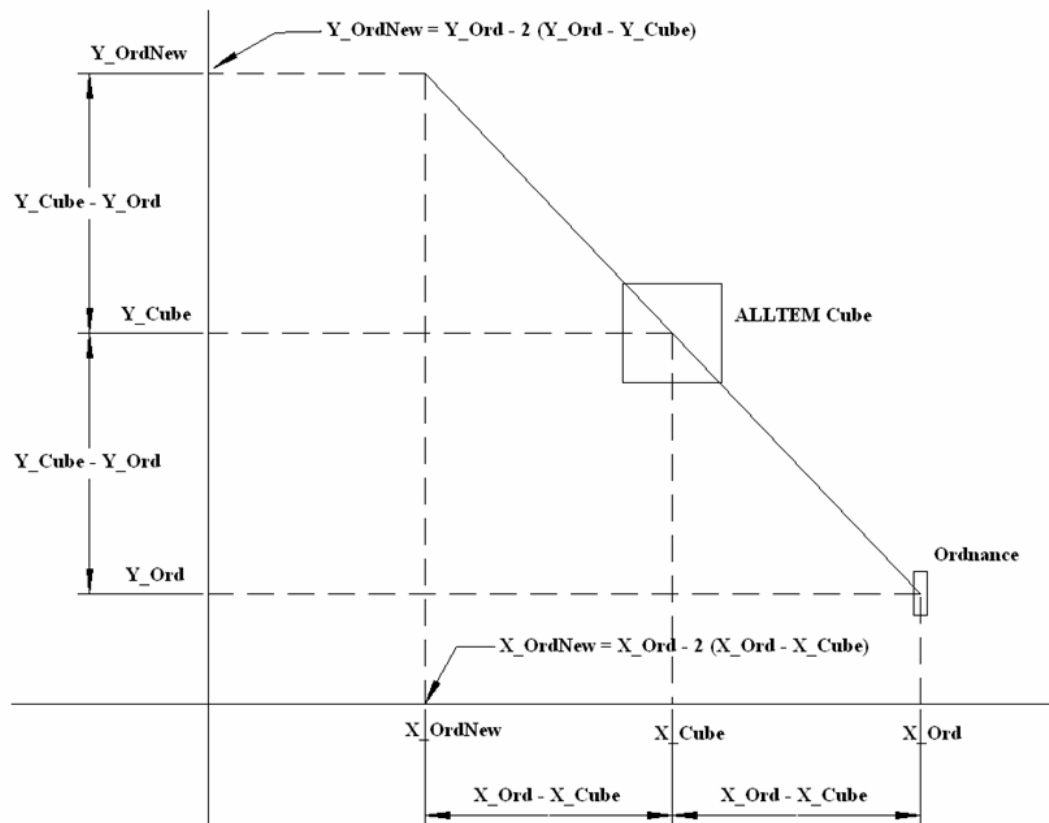 Y_OrdNew = Y_Ord - 2 (Y_Ord - Y_Cube)
Y_OrdNew
Y_Cube - Y_Ord
Y_Cube
ALLTEM Cube
Y_Cube - Y_Ord
Ordnance
Y_Ord
X_OrdNew = X_Ord - 2 (X_Ord - X_Cube)
X_OrdNew
X_Cube
X_Ord
X_Ord - X_Cube
X_Ord - X_Cube